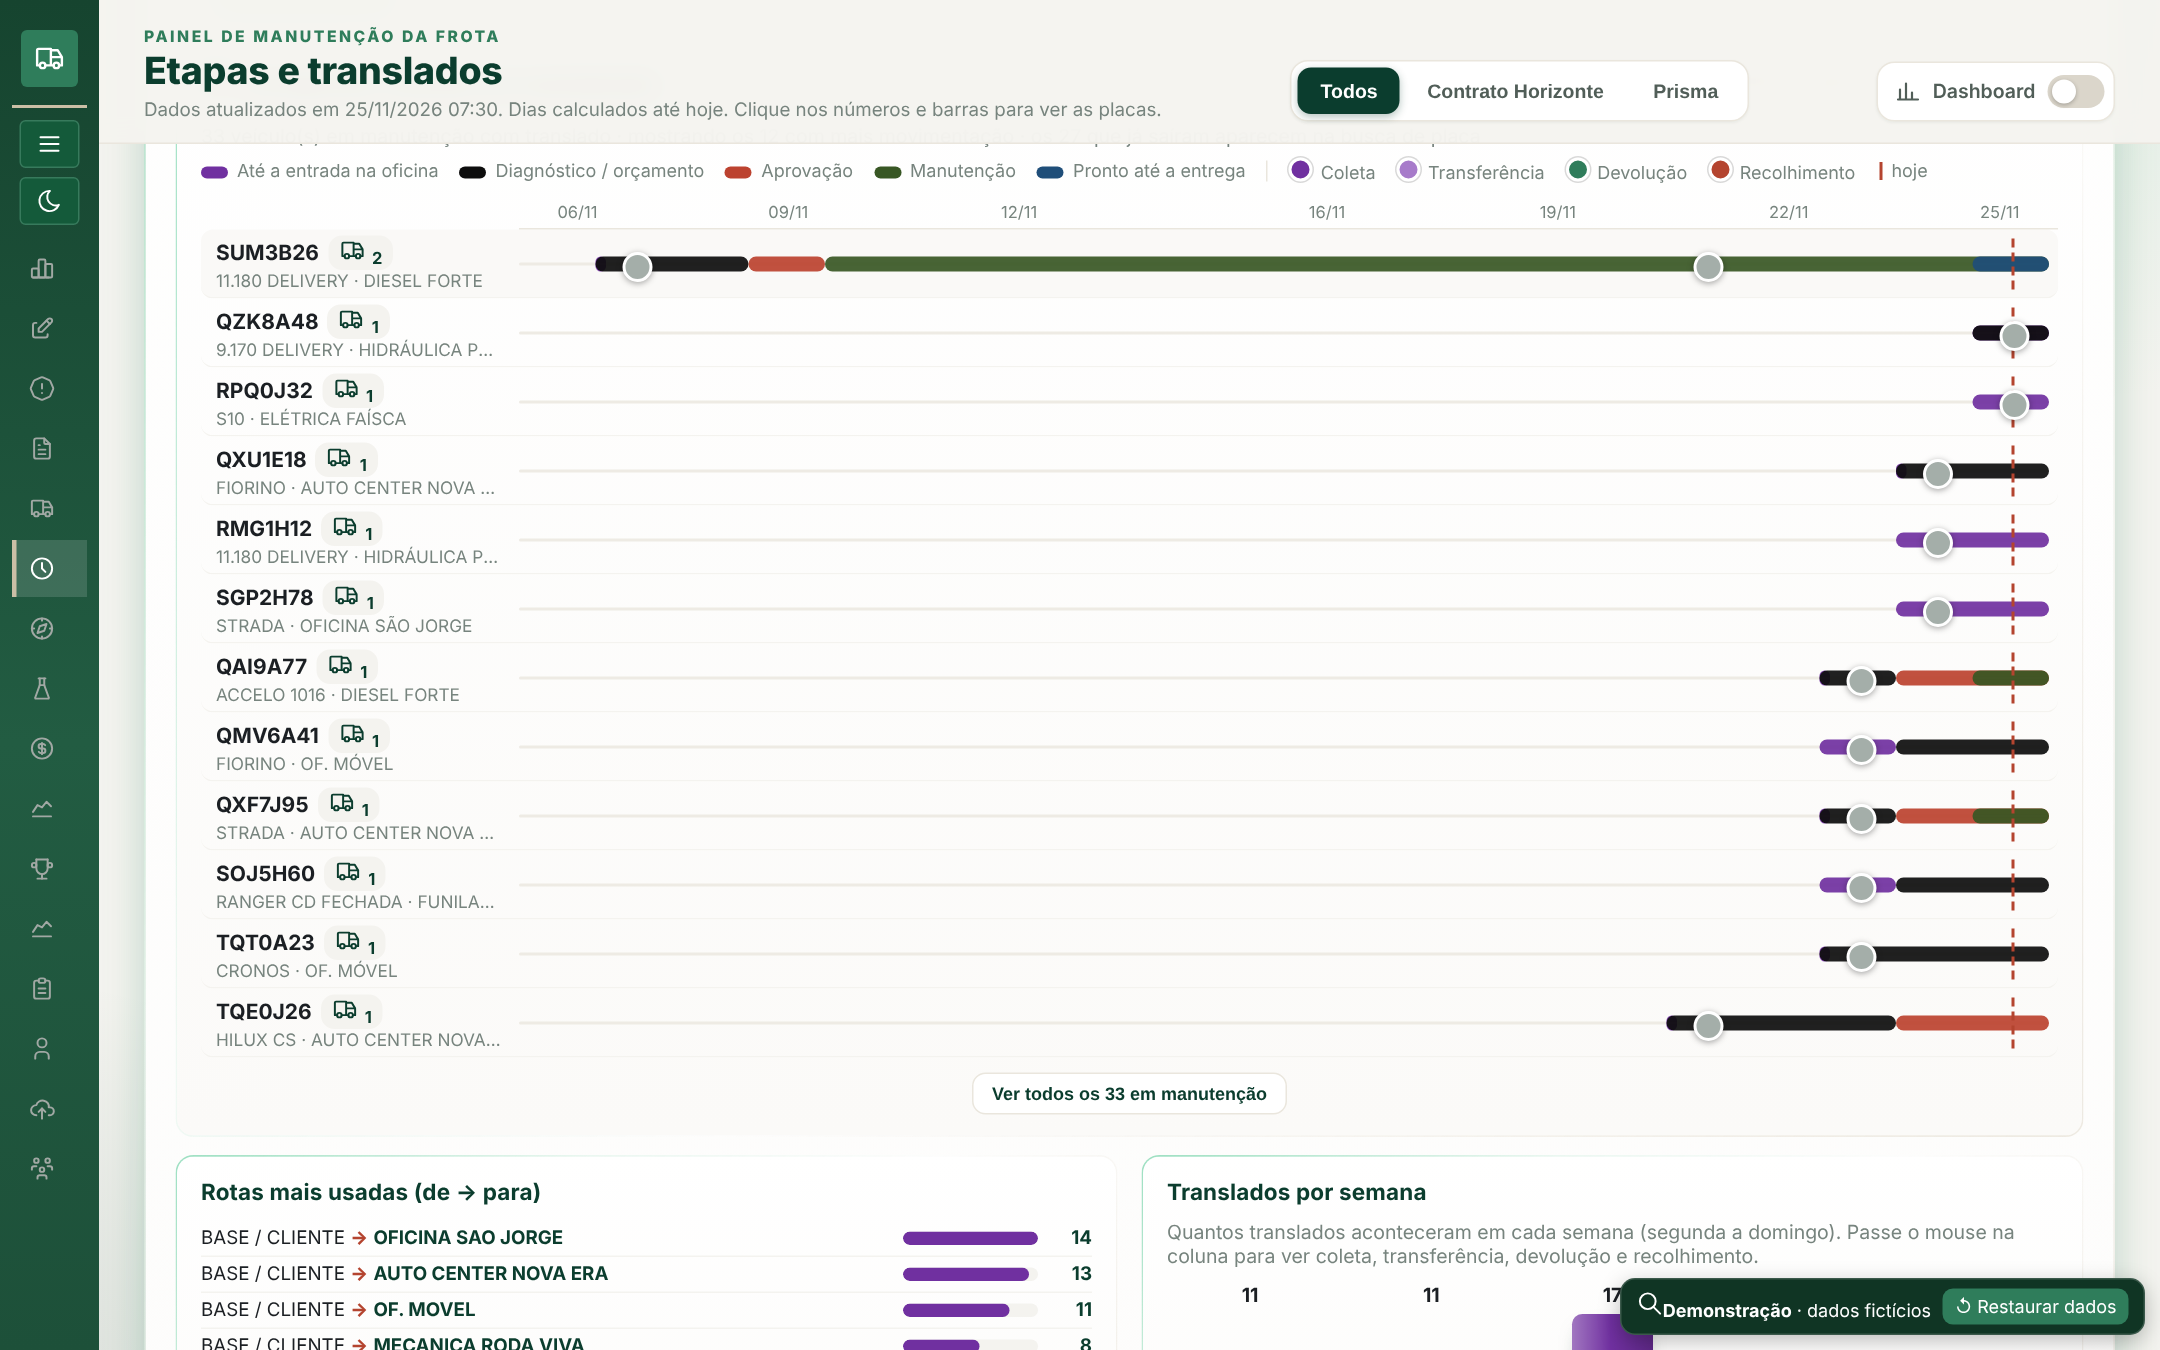 PAINEL DE MANUTENÇÃO DA FROTA
Etapas e translados
Dados atualizados em 25/11/2026 07:30. Dias calculados até hoje. Clique nos números e barras para ver as placas.
Todos
Contrato Horizonte
Prisma
Dashboard
Até a entrada na oficina
Diagnóstico / orçamento
Aprovação
Manutenção
Pronto até a entrega
Coleta
Transferência
Devolução
Recolhimento
hoje
06/11 09/11 12/11 16/11 19/11 22/11 25/11
SUM3B26 2
11.180 DELIVERY · DIESEL FORTE
QZK8A48 1
9.170 DELIVERY · HIDRÁULICA P...
RPQ0J32 1
S10 · ELÉTRICA FAÍSCA
QXU1E18 1
FIORINO · AUTO CENTER NOVA ...
RMG1H12 1
11.180 DELIVERY · HIDRÁULICA P...
SGP2H78 1
STRADA · OFICINA SÃO JORGE
QAI9A77 1
ACCELO 1016 · DIESEL FORTE
QMV6A41 1
FIORINO · OF. MÓVEL
QXF7J95 1
STRADA · AUTO CENTER NOVA ...
SOJ5H60 1
RANGER CD FECHADA · FUNILA...
TQT0A23 1
CRONOS · OF. MÓVEL
TQE0J26 1
HILUX CS · AUTO CENTER NOVA...
Ver todos os 33 em manutenção
Rotas mais usadas (de → para)
BASE / CLIENTE → OFICINA SAO JORGE 14
BASE / CLIENTE → AUTO CENTER NOVA ERA 13
BASE / CLIENTE → OF. MOVEL 11
BASE / CLIENTE → MECANICA RODA VIVA 8
Translados por semana
Quantos translados aconteceram em cada semana (segunda a domingo). Passe o mouse na
coluna para ver coleta, transferência, devolução e recolhimento.
11 11 17
Demonstração · dados fictícios
Restaurar dados